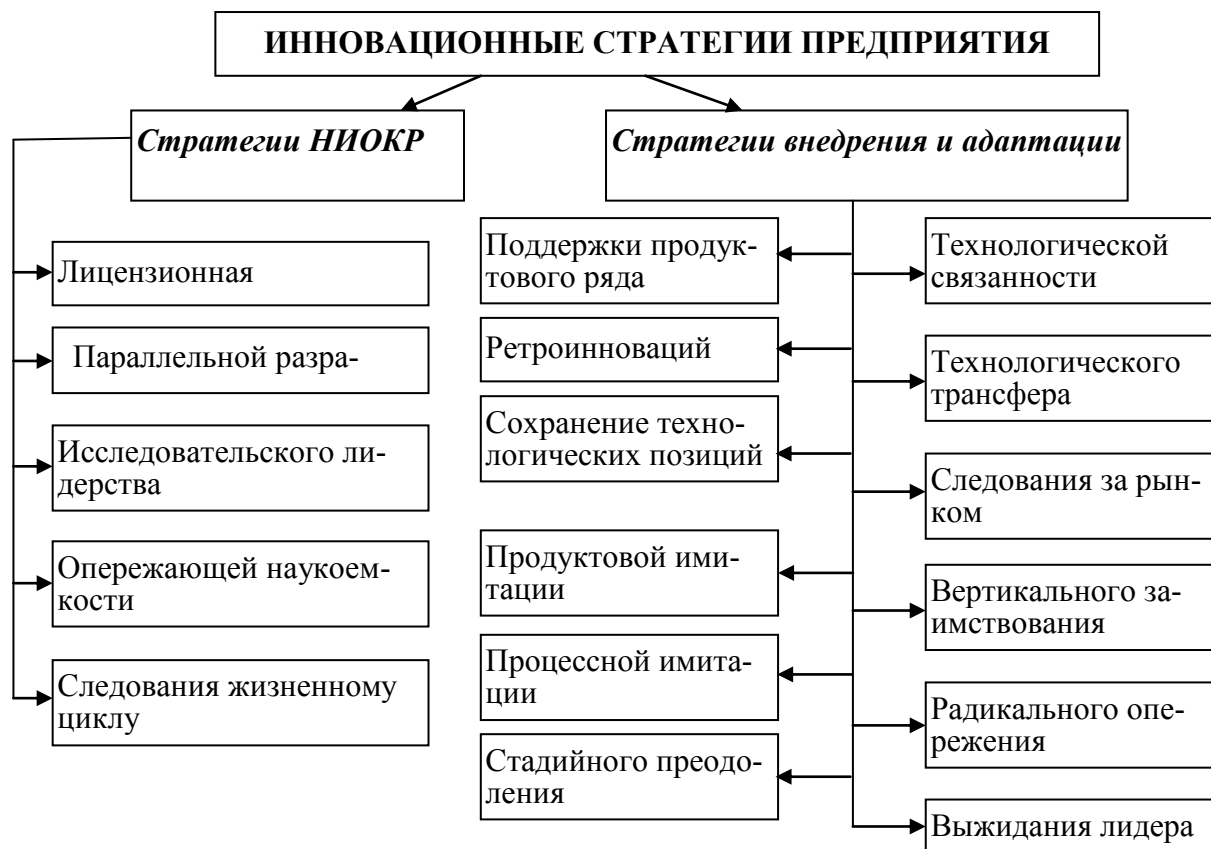 ИННОВАЦИОННЫЕ СТРАТЕГИИ ПРЕДПРИЯТИЯ
Стратегии НИОКР
Лицензионная
Параллельной разра-
Исследовательского ли-
дерства
Опережающей наукоем-
кости
Следования жизненному
циклу
Стратегии внедрения и адаптации
Поддержки продук-
тового ряда
Ретроинноваций
Сохранение техно-
логических позиций
Продуктовой ими-
тации
Процессной имита-
ции
Стадийного преодо-
ления
Технологической
связанности
Технологического
трансфера
Следования за рын-
ком
Вертикального за-
имствования
Радикального опе-
режения
Выжидания лидера